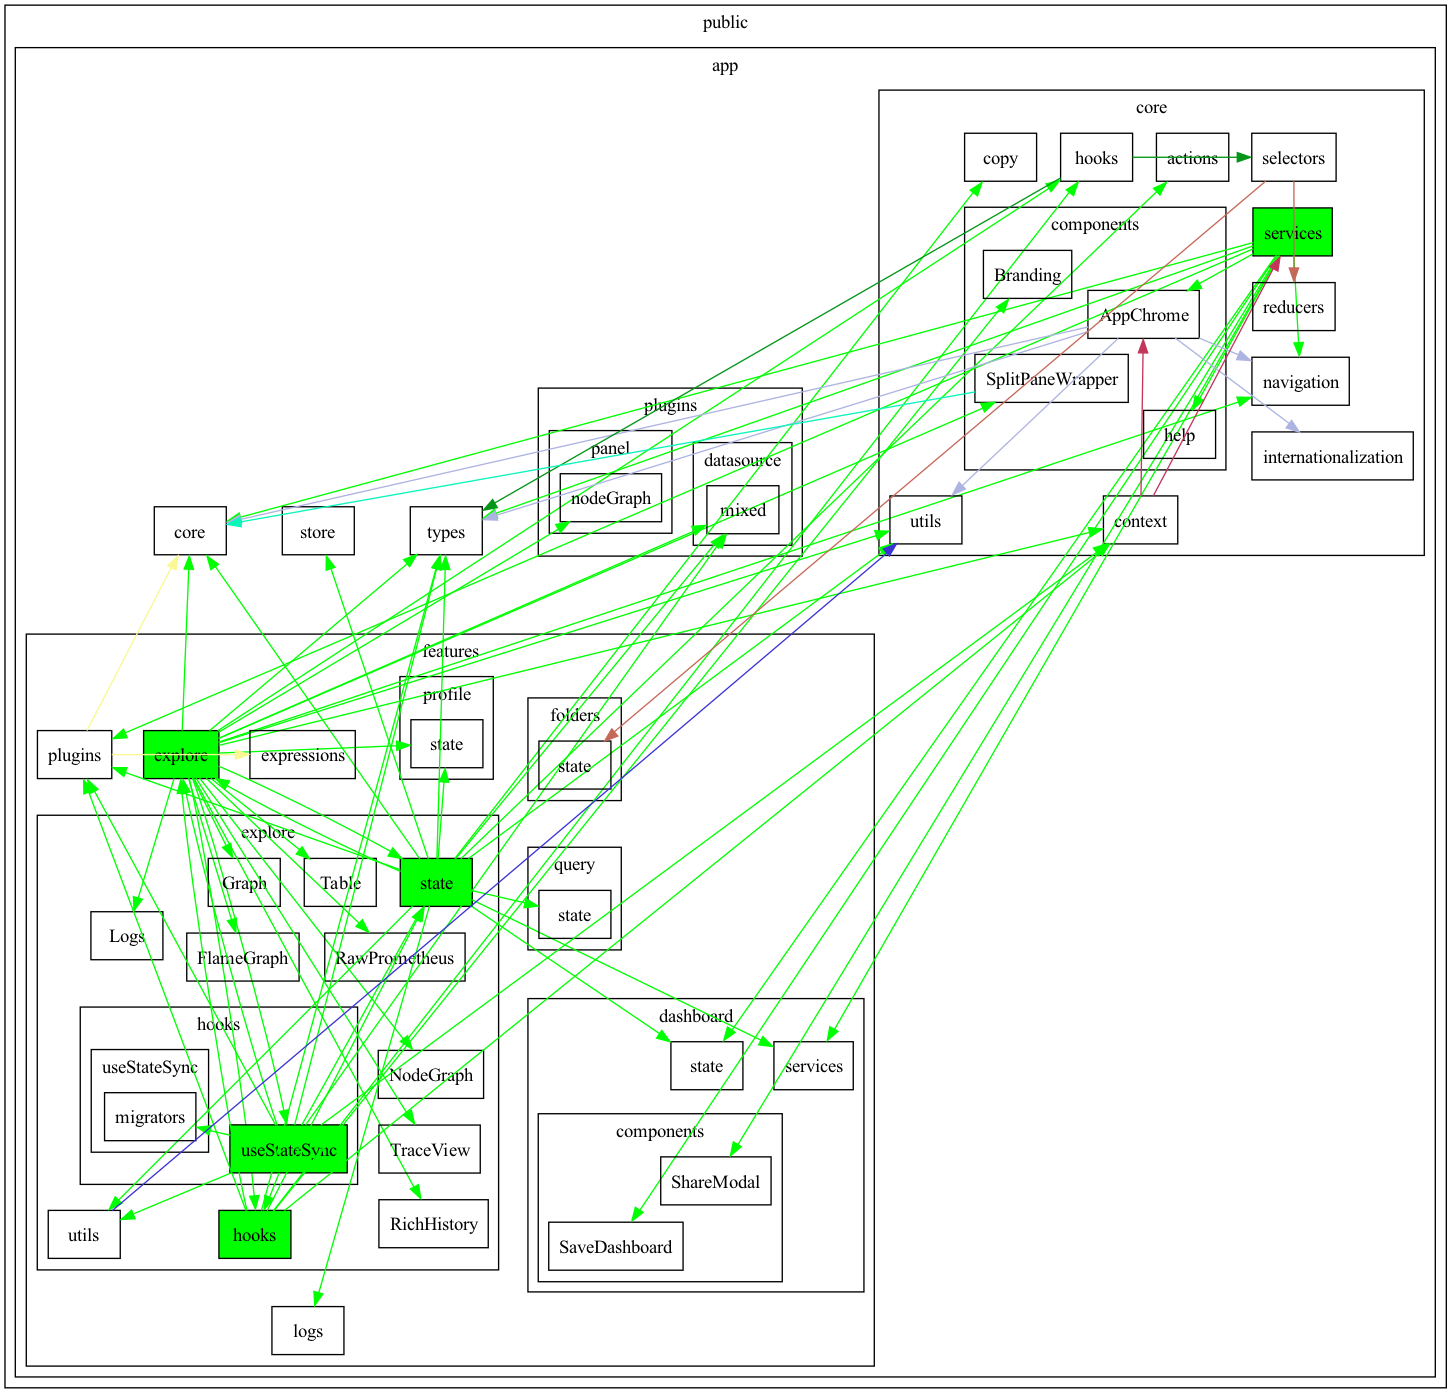 public
app
core
copy
hooks
actions
selectors
components
services
Branding
AppChrome
reducers
SplitPaneWrapper
navigation
plugins
help
panel
datasource
internationalization
nodeGraph
mixed
core
store
types
utils
context
features
profile
folders
plugins
explore
expressions
state
state
explore
query
Graph
Table
state
state
Logs
FlameGraph
RawPrometheus
hooks
dashboard
useStateSync
NodeGraph
state
services
migrators
components
useStateSync
TraceView
ShareModal
utils
hooks
RichHistory
SaveDashboard
logs